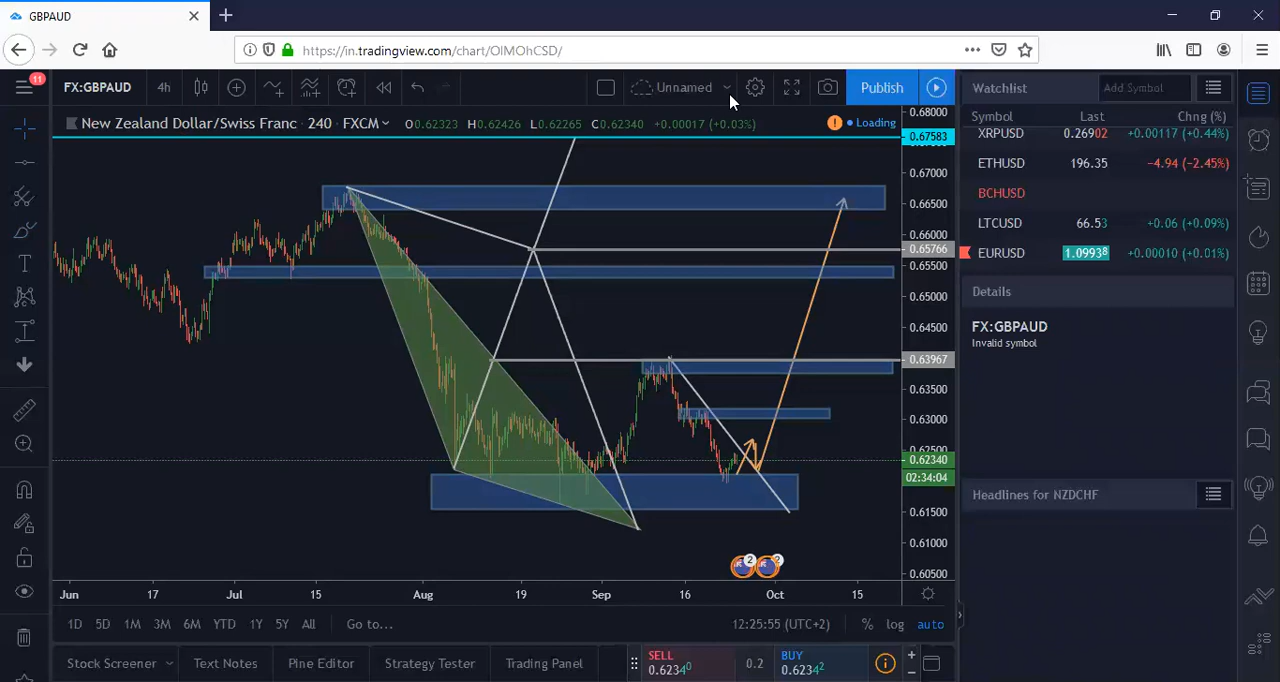 GBPAUD
https://in.tradingview.com/chart/OIMOhCSD/
11
FX:GBPAUD 4h Unnamed Publish
New Zealand Dollar/Swiss Franc · 240 · FXCM O0.62323 H0.62426 L0.62265 C0.62340 +0.00017 (+0.03%) Loading
0.68000
0.67583
0.67000
0.66500
0.66000
0.65766
0.65500
0.65000
0.64500
0.63967
0.63500
0.63000
0.62500
0.62340
02:34:04
0.61500
0.61000
0.60500
2 2
Jun 17 Jul 15 Aug 19 Sep 16 Oct 15
1D 5D 1M 3M 6M YTD 1Y 5Y All Go to... 12:25:55 (UTC+2) % log auto
Stock Screener Text Notes Pine Editor Strategy Tester Trading Panel
SELL
0.62340
0.2
BUY
0.62342
Watchlist Add Symbol
Symbol Last Chng (%)
XRPUSD 0.26902 +0.00117 (+0.44%)
ETHUSD 196.35 −4.94 (−2.45%)
BCHUSD
LTCUSD 66.53 +0.06 (+0.09%)
EURUSD 1.09938 +0.00010 (+0.01%)
Details
FX:GBPAUD
Invalid symbol
Headlines for NZDCHF